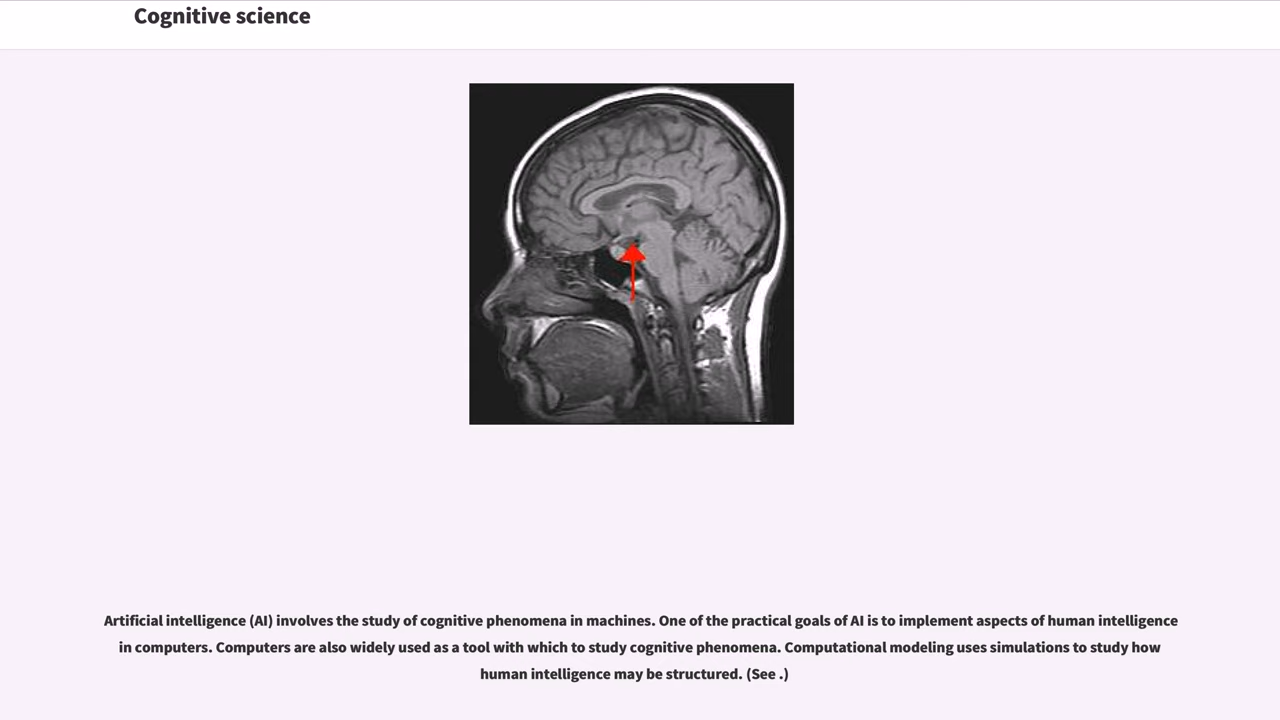 Cognitive science
Artificial intelligence (AI) involves the study of cognitive phenomena in machines. One of the practical goals of AI is to implement aspects of human intelligence
in computers. Computers are also widely used as a tool with which to study cognitive phenomena. Computational modeling uses simulations to study how
human intelligence may be structured. (See .)